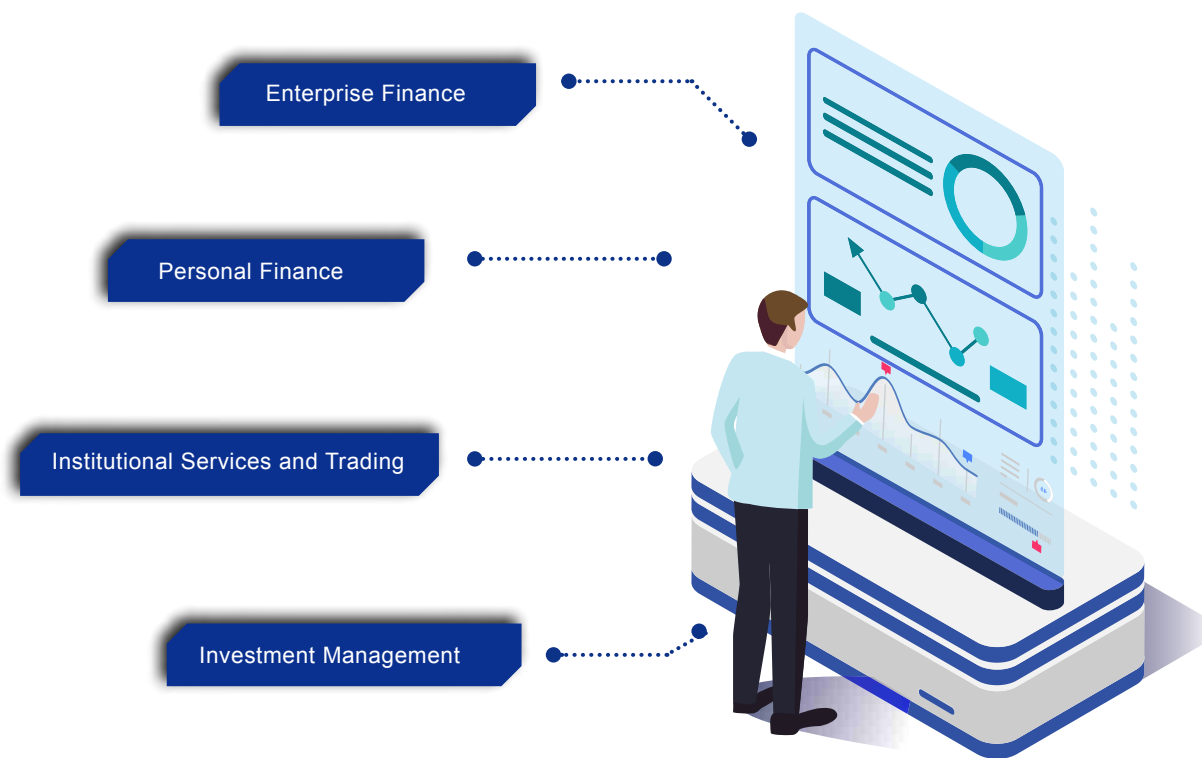 Enterprise Finance
Personal Finance
Institutional Services and Trading
Investment Management